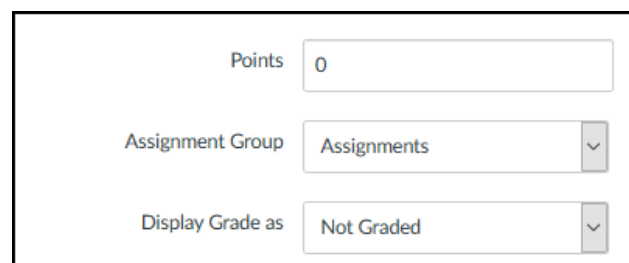 Points 0
Assignment Group Assignments
Display Grade as Not Graded